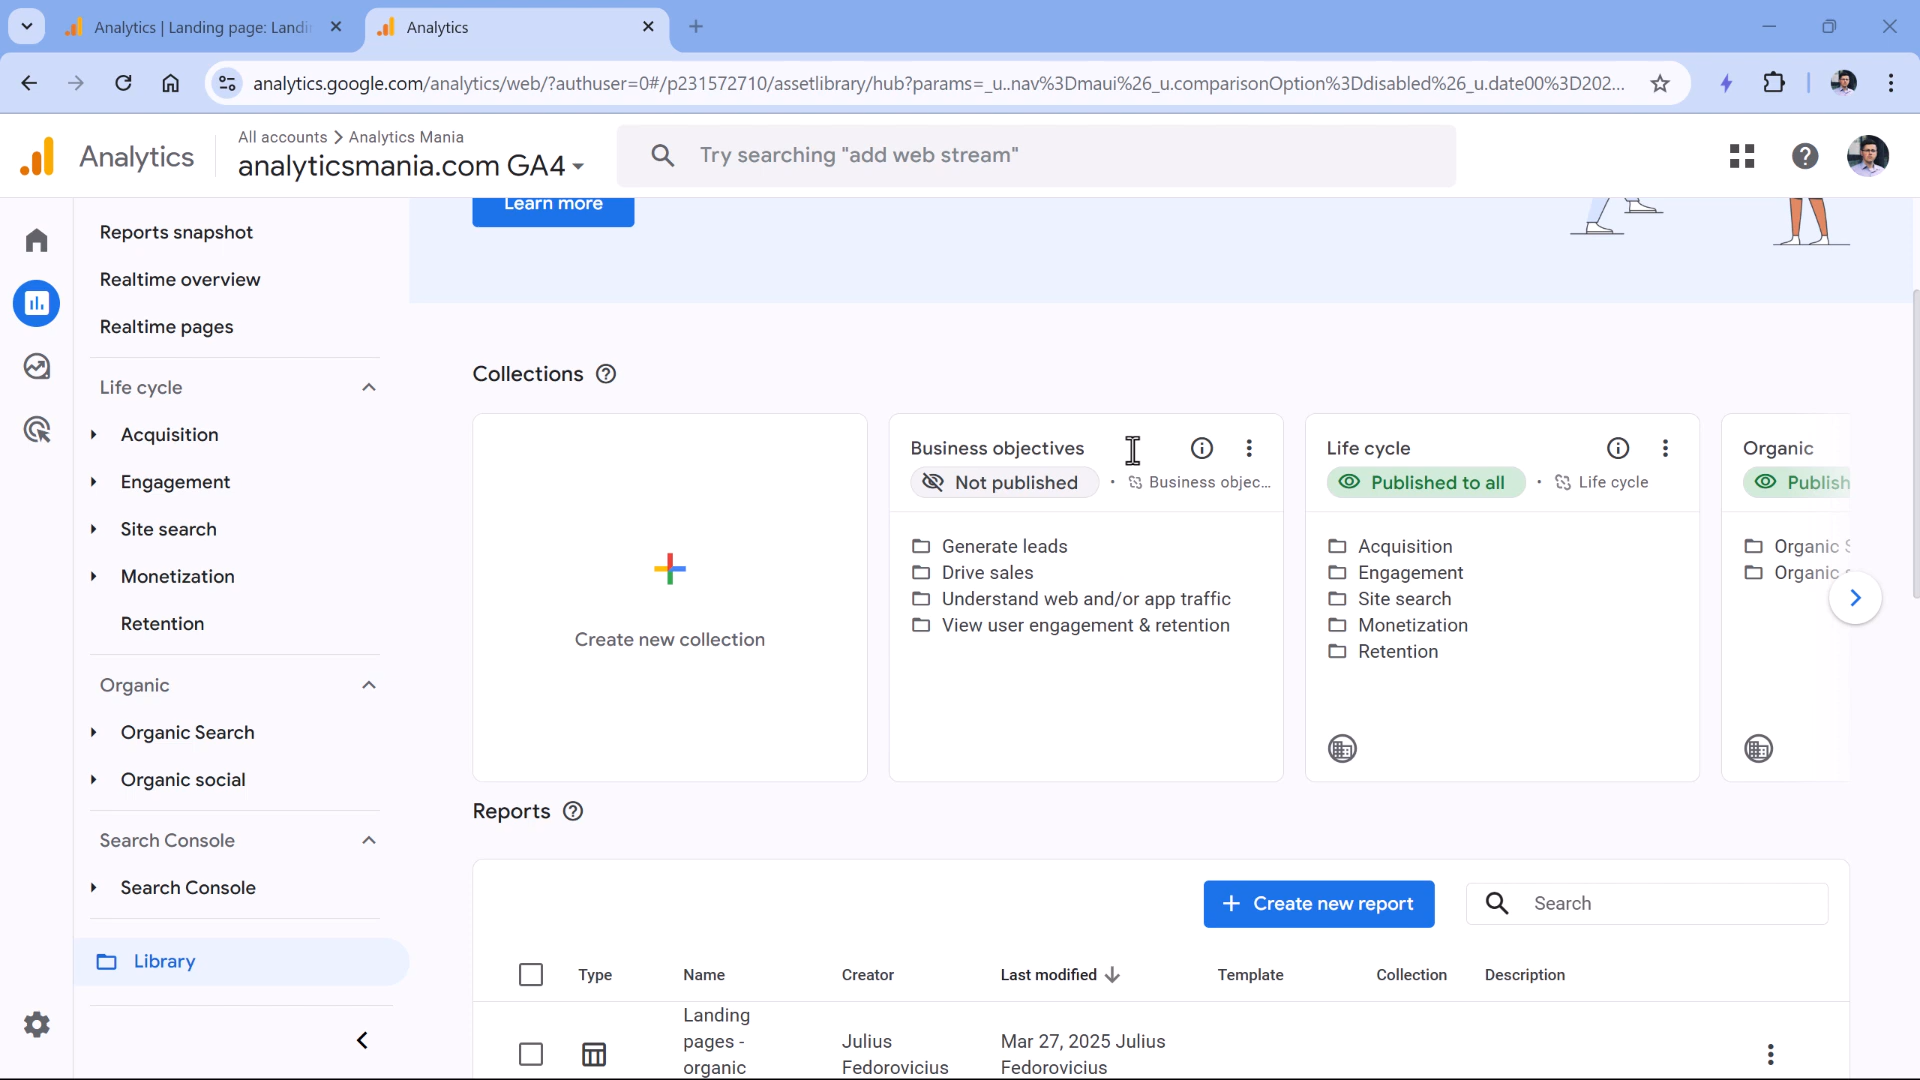 Analytics | Landing page: Landi
Analytics
analytics.google.com/analytics/web/?authuser=0#/p231572710/assetlibrary/hub?params=_u..nav%3Dmaui%26_u.comparisonOption%3Ddisabled%26_u.date00%3D202...
Analytics
All accounts > Analytics Mania
analyticsmania.com GA4
Try searching "add web stream"
Reports snapshot
Realtime overview
Realtime pages
Life cycle
Acquisition
Engagement
Site search
Monetization
Retention
Organic
Organic Search
Organic social
Search Console
Search Console
Library
Learn more
Collections
Create new collection
Business objectives
Not published · Business objec...
Generate leads
Drive sales
Understand web and/or app traffic
View user engagement & retention
Life cycle
Published to all · Life cycle
Acquisition
Engagement
Site search
Monetization
Retention
Organic
Publish
Organic S
Organic
Reports
+ Create new report
Search
Type Name Creator Last modified Template Collection Description
Landing
pages -
organic
Julius
Fedorovicius
Mar 27, 2025 Julius
Fedorovicius